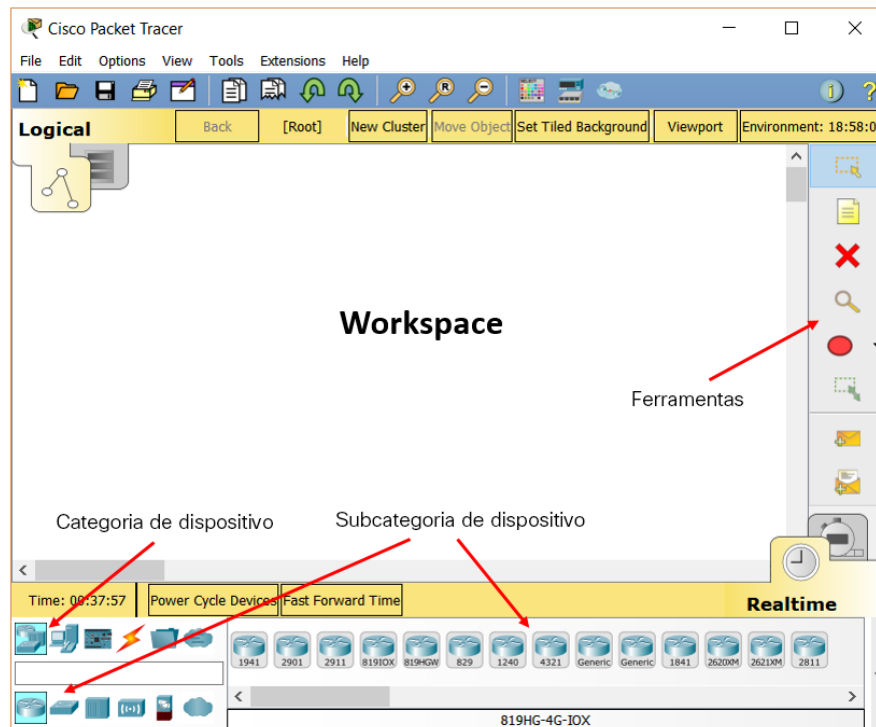 Cisco Packet Tracer
File Edit Options View Tools Extensions Help
Logical Back [Root] New Cluster Move Object Set Tiled Background Viewport Environment: 18:58:0
Workspace
Ferramentas
Categoria de dispositivo Subcategoria de dispositivo
Time: 00:37:57 Power Cycle Devices Fast Forward Time Realtime
1941 2901 2911 819IOX 819HGW 829 1240 4321 Generic Generic 1841 2620XM 2621XM 2811
819HG-4G-IOX